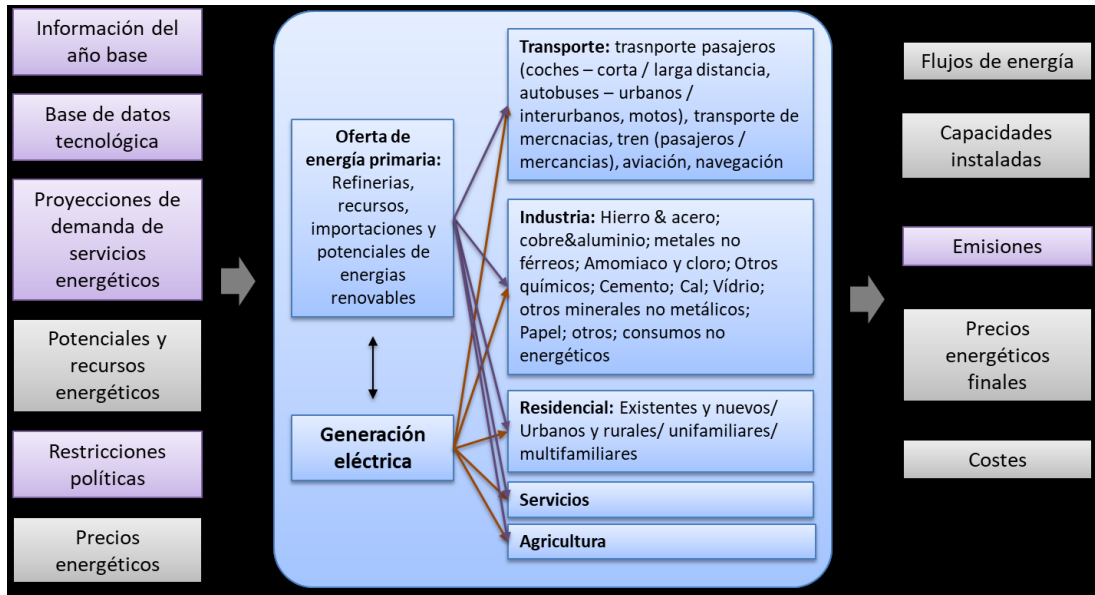 Información del
año base
Base de datos
tecnológica
Proyecciones de
demanda de
servicios
energéticos
Potenciales y
recursos
energéticos
Restricciones
políticas
Precios
energéticos
Oferta de
energía primaria:
Refinerias,
recursos,
importaciones y
potenciales de
energias
renovables
Generación
eléctrica
Transporte: trasnporte pasajeros
(coches – corta / larga distancia,
autobuses – urbanos /
interurbanos, motos), transporte de
mercnacias, tren (pasajeros /
mercancias), aviación, navegación
Industria: Hierro & acero;
cobre&aluminio; metales no
férreos; Amomiaco y cloro; Otros
químicos; Cemento; Cal; Vídrio;
otros minerales no metálicos;
Papel; otros; consumos no
energéticos
Residencial: Existentes y nuevos/
Urbanos y rurales/ unifamiliares/
multifamiliares
Servicios
Agricultura
Flujos de energía
Capacidades
instaladas
Emisiones
Precios
energéticos
finales
Costes